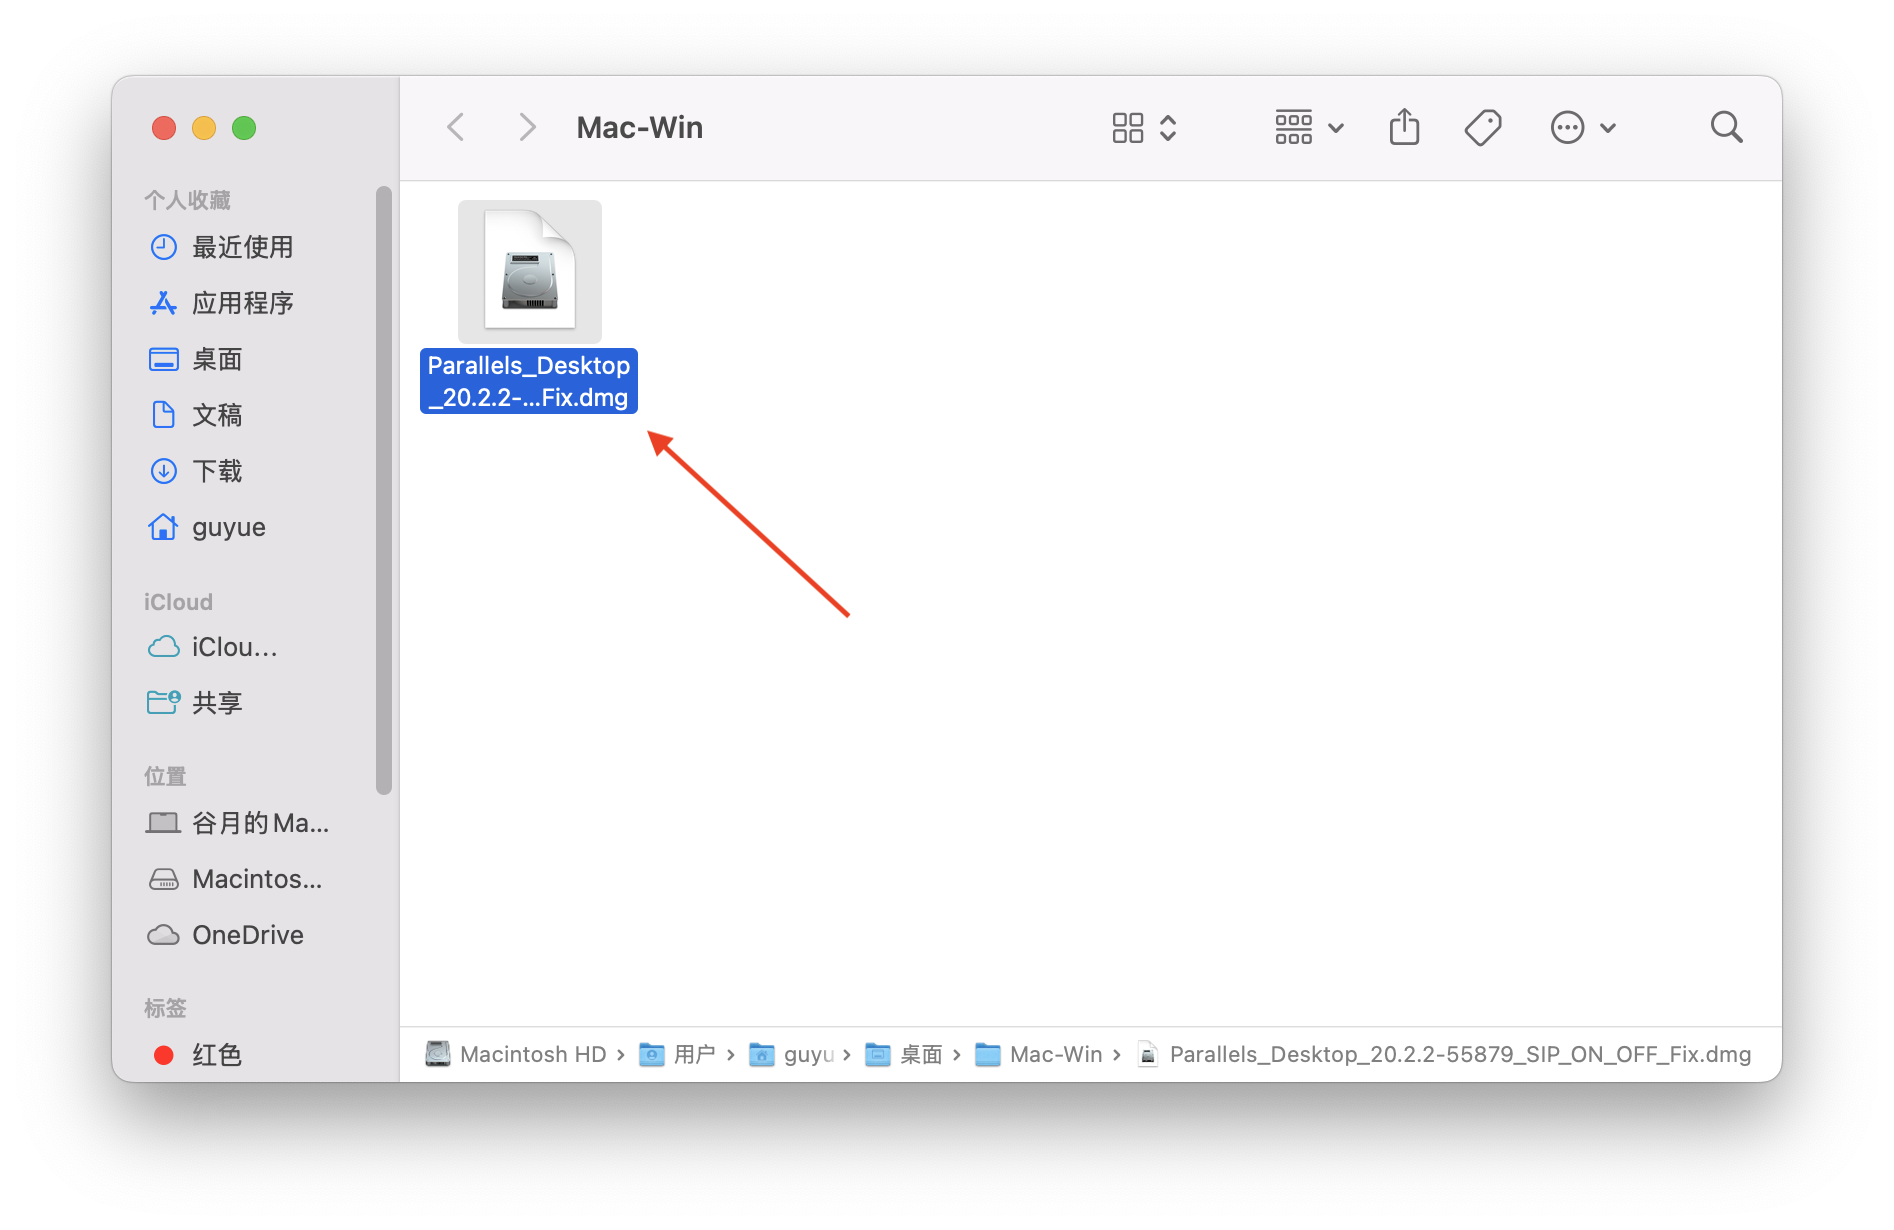 Mac-Win
个人收藏
最近使用
应用程序
桌面
文稿
下载
guyue
iCloud
iClou...
共享
位置
谷月的Ma...
Macintos...
OneDrive
标签
红色
Parallels_Desktop
_20.2.2-...Fix.dmg
Macintosh HD › 用户 › guyu › 桌面 › Mac-Win › Parallels_Desktop_20.2.2-55879_SIP_ON_OFF_Fix.dmg